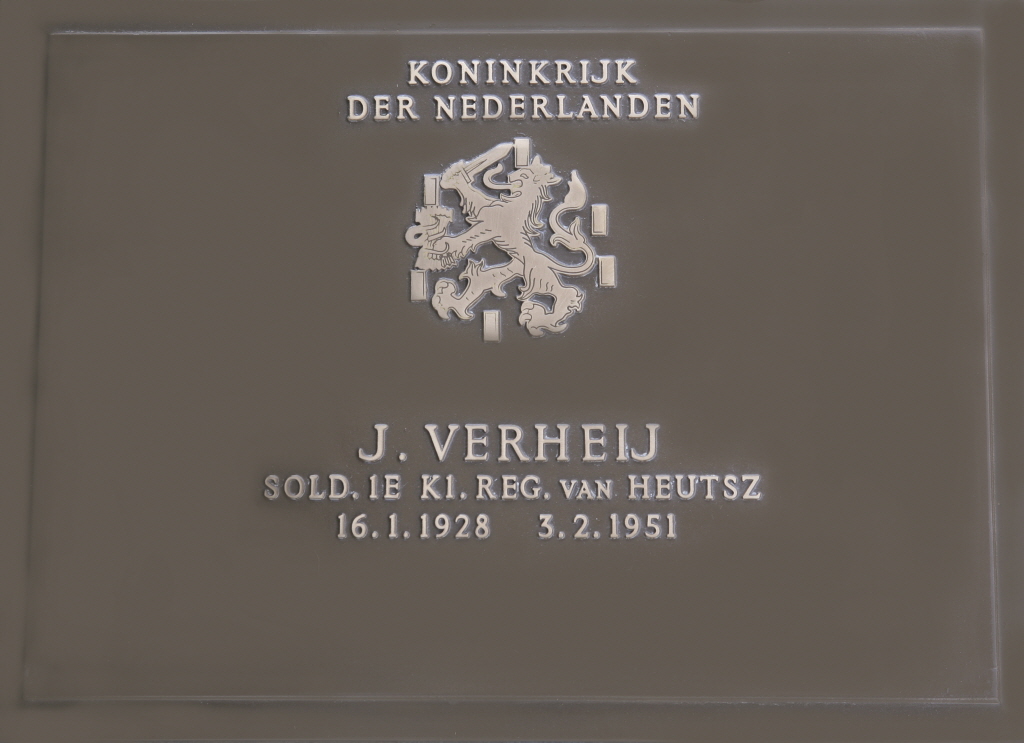 KONINKRIJK
DER NEDERLANDEN
J. VERHEIJ
SOLD. 1E Kl. REG. VAN HEUTSZ
16.1.1928 3.2.1951